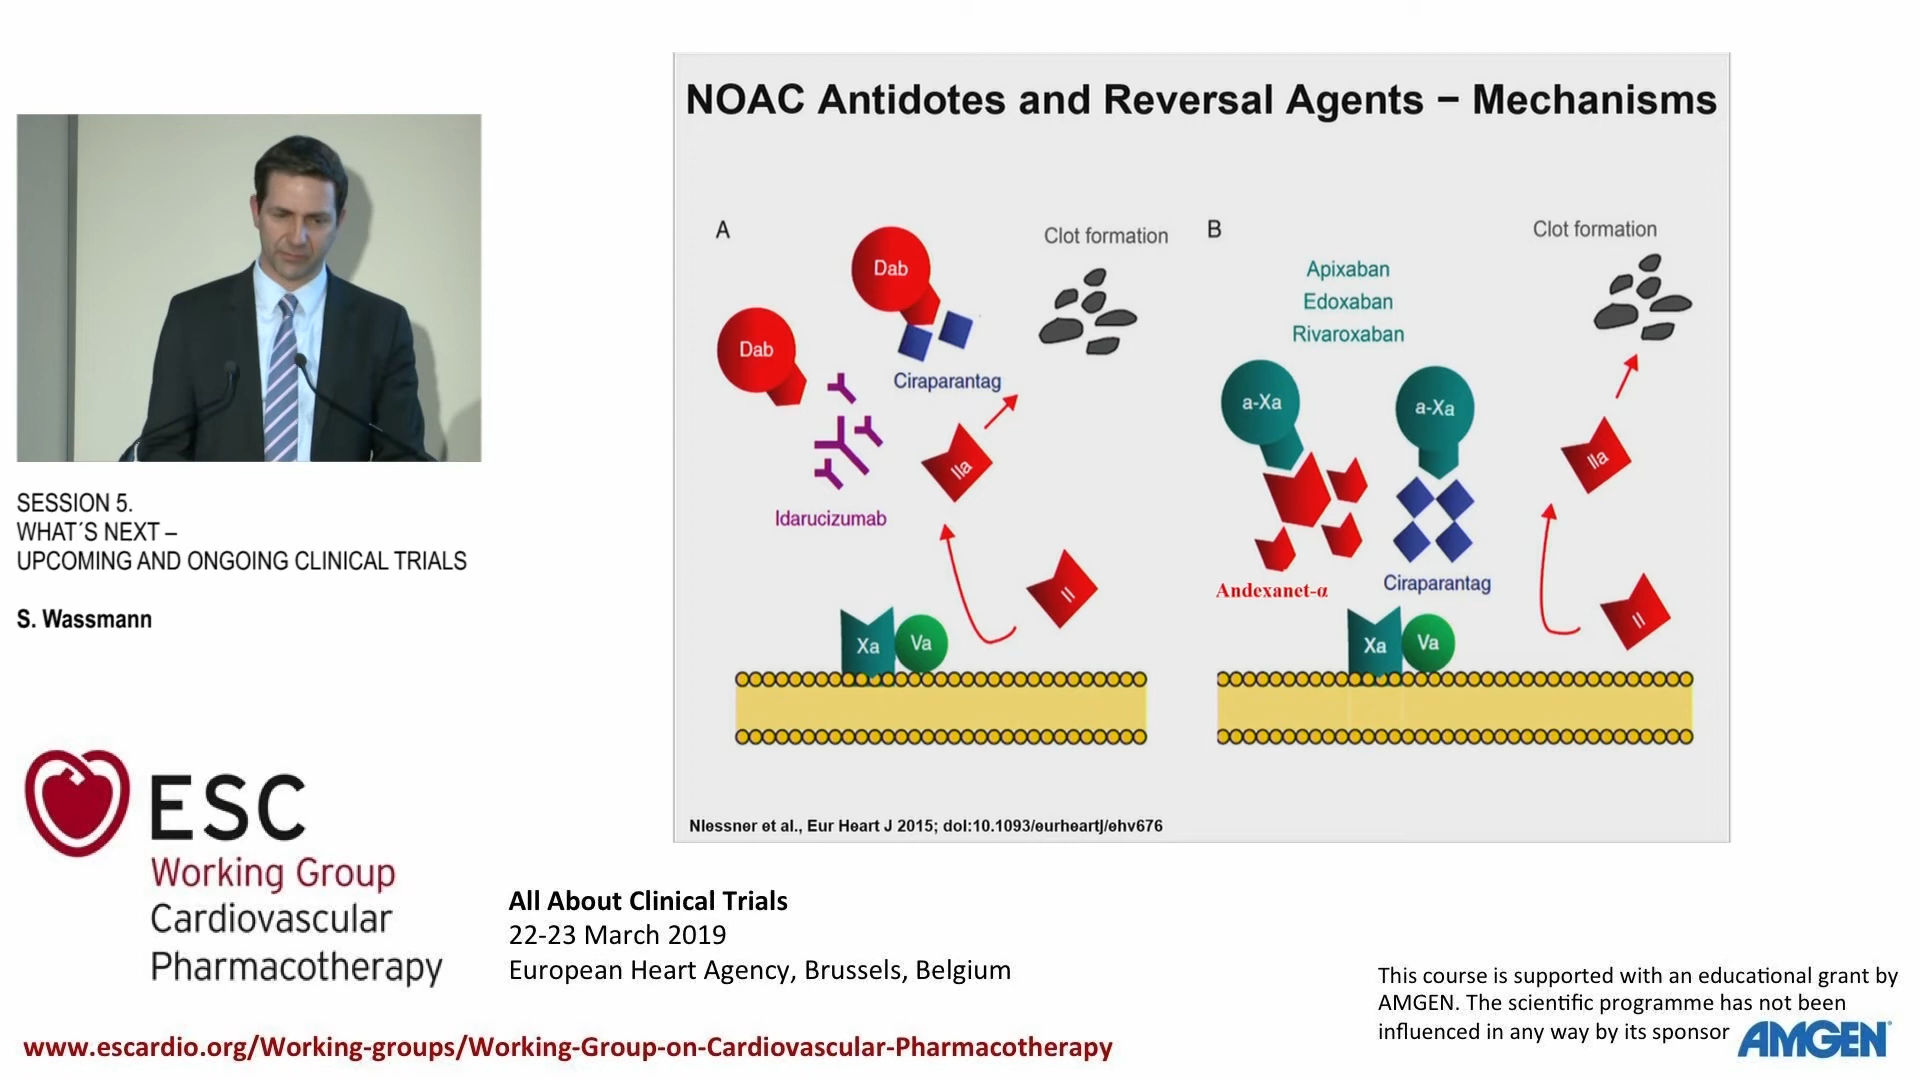 NOAC Antidotes and Reversal Agents – Mechanisms
A
Dab
Dab
Ciraparantag
Idarucizumab
Clot formation
IIa
II
Xa
Va
B
Apixaban
Edoxaban
Rivaroxaban
Clot formation
a-Xa
a-Xa
Andexanet-α
Ciraparantag
IIa
II
Xa
Va
Niessner et al., Eur Heart J 2015; doi:10.1093/eurheartj/ehv676
SESSION 5.
WHAT´S NEXT –
UPCOMING AND ONGOING CLINICAL TRIALS
S. Wassmann
ESC
Working Group
Cardiovascular
Pharmacotherapy
All About Clinical Trials
22-23 March 2019
European Heart Agency, Brussels, Belgium
This course is supported with an educational grant by
AMGEN. The scientific programme has not been
influenced in any way by its sponsor
AMGEN®
www.escardio.org/Working-groups/Working-Group-on-Cardiovascular-Pharmacotherapy